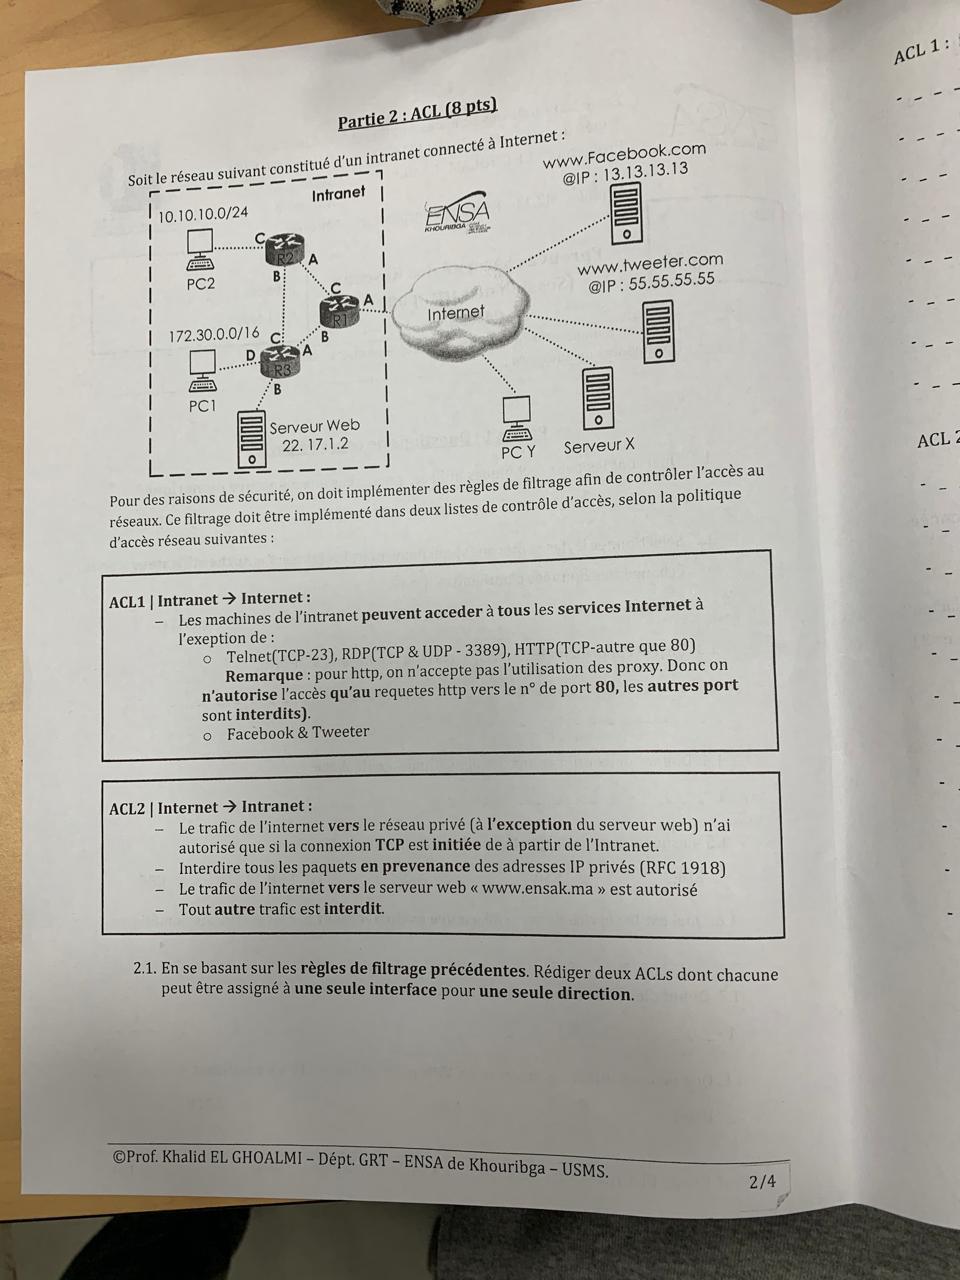 Partie 2 : ACL (8 pts)
Soit le réseau suivant constitué d'un intranet connecté à Internet :
Intranet
10.10.10.0/24
C
R2
A
B
PC2
172.30.0.0/16
C
R1
A
B
C
D
A
R3
B
PC1
Serveur Web
22. 17.1.2
ENSA
KHOURIBGA
Internet
www.Facebook.com
@IP : 13.13.13.13
www.tweeter.com
@IP : 55.55.55.55
PC Y
Serveur X
Pour des raisons de sécurité, on doit implémenter des règles de filtrage afin de contrôler l'accès au
réseaux. Ce filtrage doit être implémenté dans deux listes de contrôle d'accès, selon la politique
d'accès réseau suivantes :
ACL1 | Intranet → Internet :
– Les machines de l'intranet peuvent acceder à tous les services Internet à
l'exeption de :
o Telnet(TCP-23), RDP(TCP & UDP - 3389), HTTP(TCP-autre que 80)
Remarque : pour http, on n'accepte pas l'utilisation des proxy. Donc on
n'autorise l'accès qu'au requetes http vers le n° de port 80, les autres port
sont interdits).
o Facebook & Tweeter
ACL2 | Internet → Intranet :
– Le trafic de l'internet vers le réseau privé (à l'exception du serveur web) n'ai
autorisé que si la connexion TCP est initiée de à partir de l'Intranet.
– Interdire tous les paquets en prevenance des adresses IP privés (RFC 1918)
– Le trafic de l'internet vers le serveur web « www.ensak.ma » est autorisé
– Tout autre trafic est interdit.
2.1. En se basant sur les règles de filtrage précédentes. Rédiger deux ACLs dont chacune
peut être assigné à une seule interface pour une seule direction.
©Prof. Khalid EL GHOALMI – Dépt. GRT – ENSA de Khouribga – USMS.
2/4
ACL 1 :
ACL 2